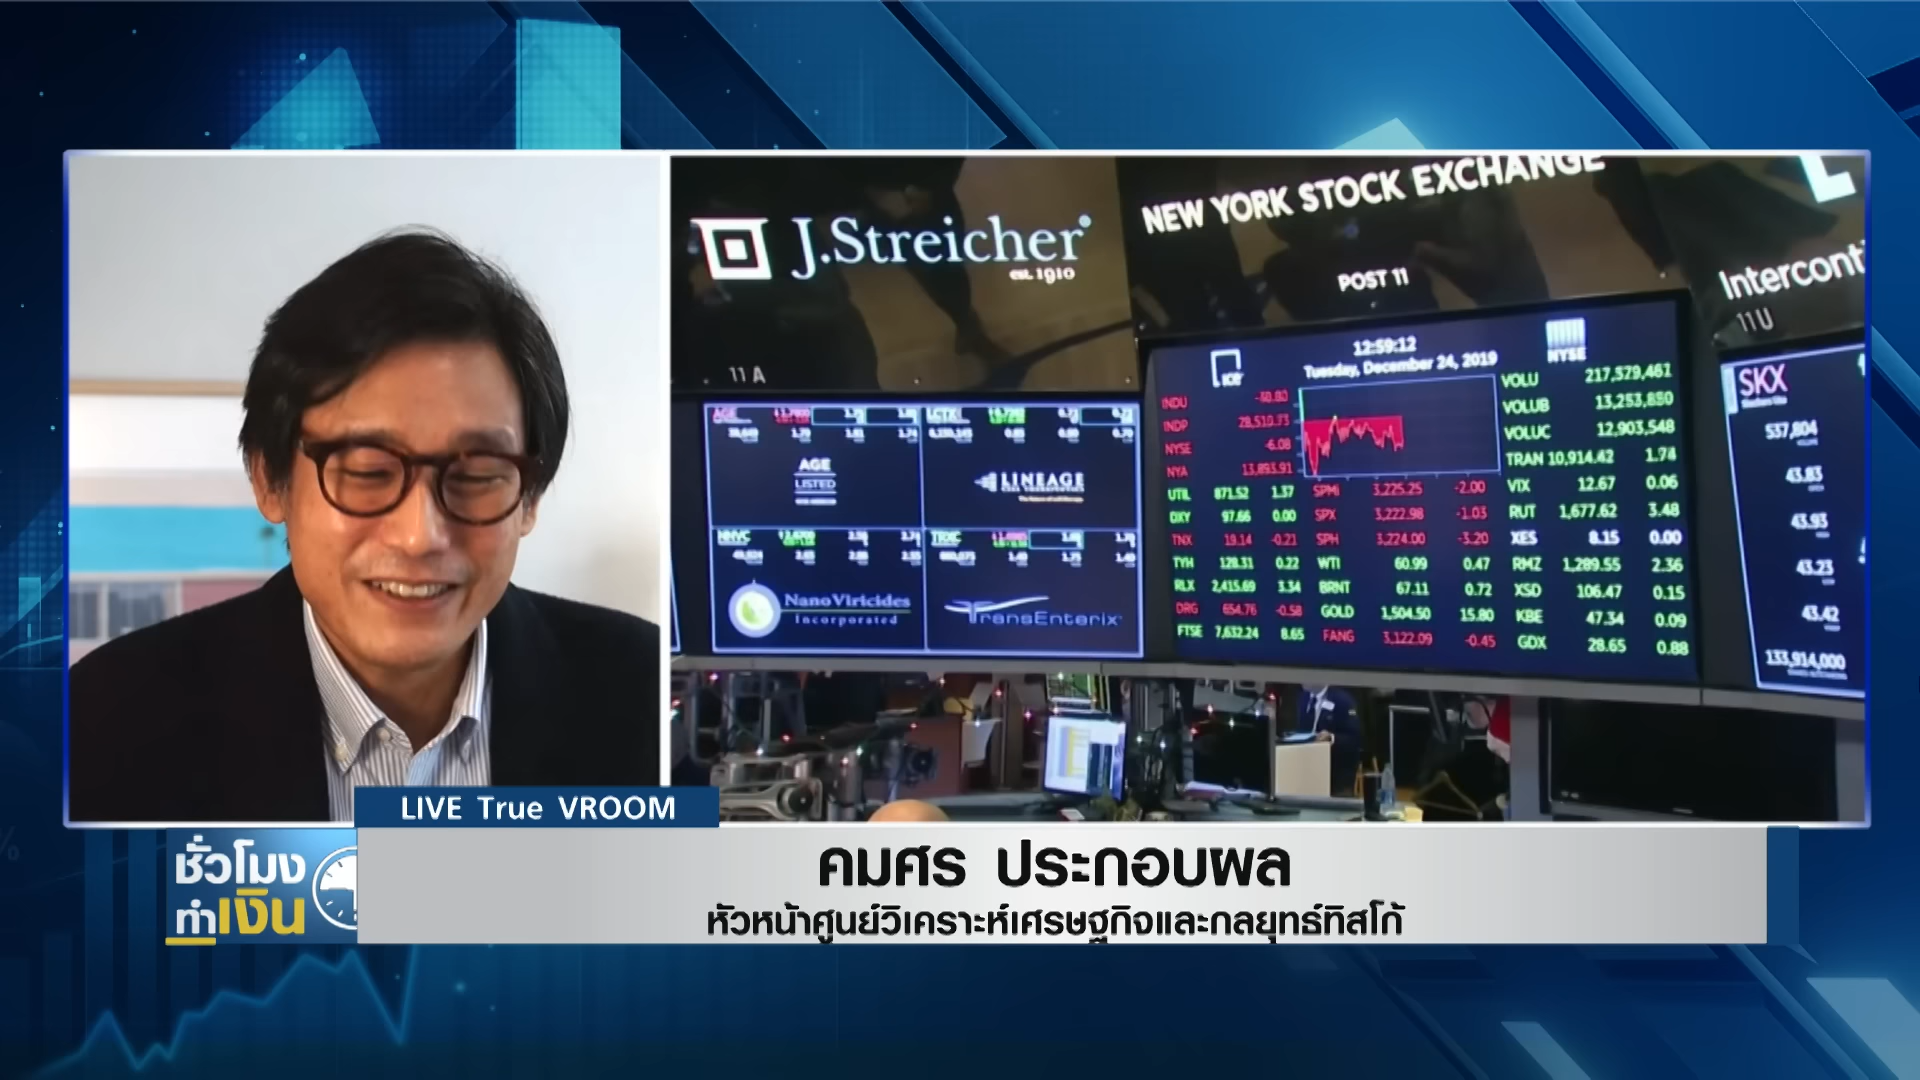 J.Streicher®
est. 1910
NEW YORK STOCK EXCHANGE
POST 11
Intercont
11U
11 A
12:59:12
Tuesday, December 24, 2019
ICE
NYSE
INDU -30.80
INDP 28,510.73
NYSE -6.08
NYA 13,893.91
UTIL 871.52 1.37
DXY 97.66 0.00
TNX 19.14 -0.21
TYH 128.31 0.22
RLX 2,415.69 3.34
DRG 654.76 -0.58
FTSE 7,632.24 8.65
SPMI 3,225.25 -2.00
SPX 3,222.98 -1.03
SPH 3,224.00 -3.20
WTI 60.99 0.47
BRNT 67.11 0.72
GOLD 1,504.50 15.80
FANG 3,122.09 -0.45
VOLU 217,379,461
VOLUB 13,253,850
VOLUC 12,903,548
TRAN 10,914.42 1.74
VIX 12.67 0.06
RUT 1,677.62 3.48
XES 8.15 0.00
RMZ 1,289.55 2.36
XSD 106.47 0.15
KBE 47.34 0.09
GDX 28.65 0.88
SKX
537,804
43.83
43.93
43.23
43.42
133,914,000
AGE
LISTED
LINEAGE
NNVC
TRXC
NanoViricides
Incorporated
TransEnterix
LIVE True VROOM
ชั่วโมง
ทำเงิน
คมศร ประกอบผล
หัวหน้าศูนย์วิเคราะห์เศรษฐกิจและกลยุทธ์ทิสโก้